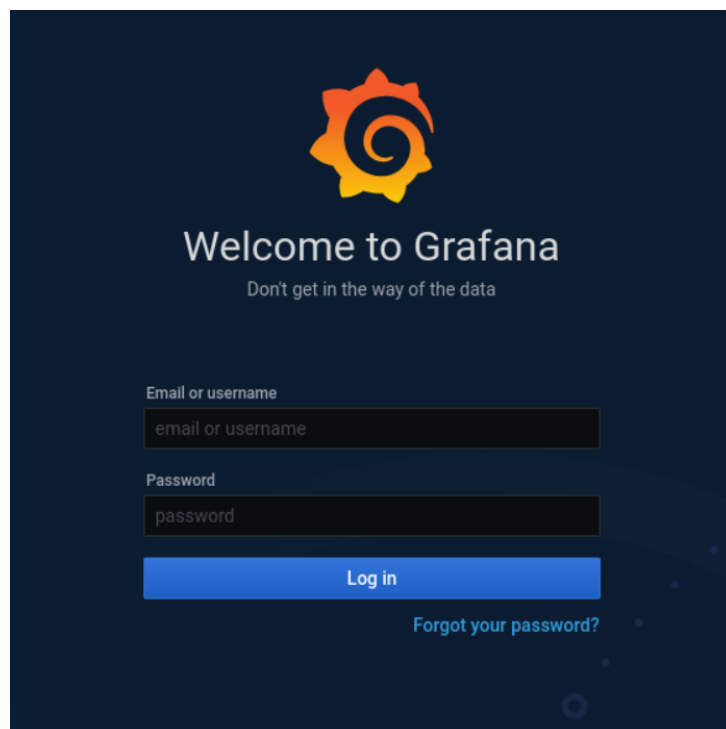 Welcome to Grafana
Don't get in the way of the data
Email or username
email or username
Password
password
Log in
Forgot your password?